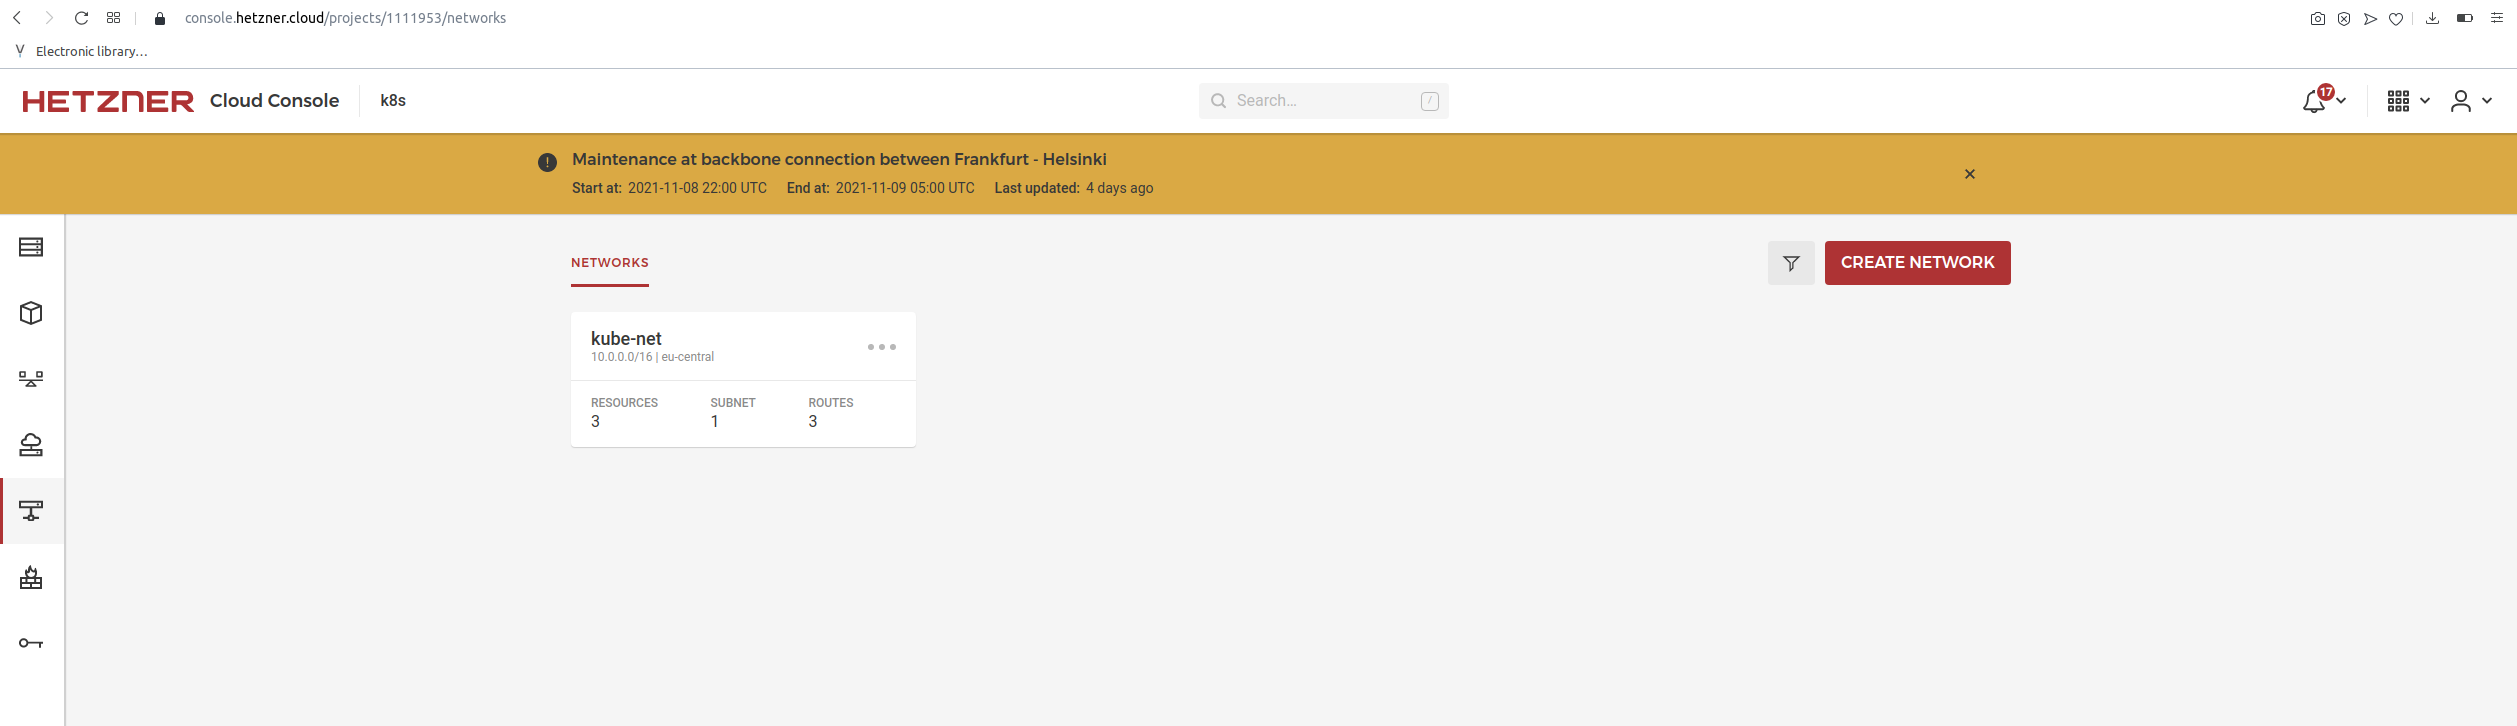 console.hetzner.cloud/projects/1111953/networks
Electronic library...
HETZNER Cloud Console k8s Search... / 17
! Maintenance at backbone connection between Frankfurt - Helsinki
Start at: 2021-11-08 22:00 UTC End at: 2021-11-09 05:00 UTC Last updated: 4 days ago
NETWORKS CREATE NETWORK
kube-net
10.0.0.0/16 | eu-central
RESOURCES SUBNET ROUTES
3 1 3